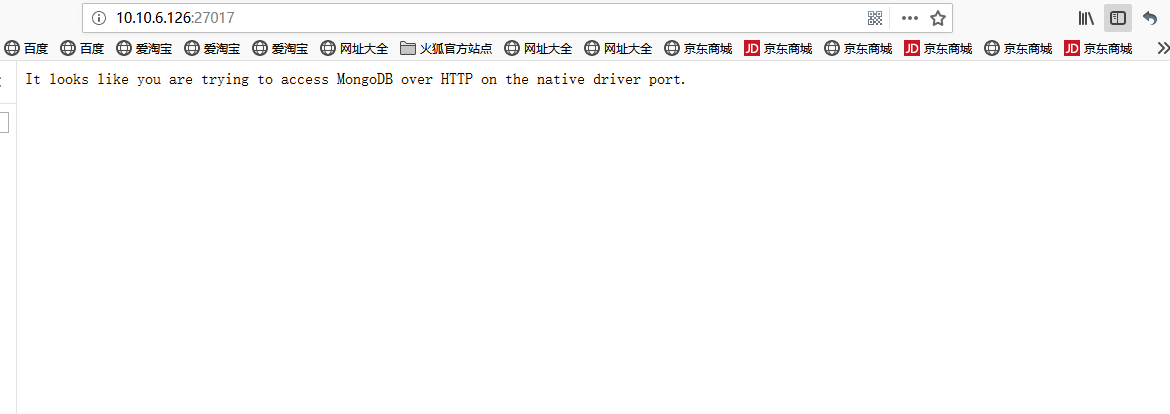 10.10.6.126:27017
百度 百度 爱淘宝 爱淘宝 爱淘宝 网址大全 火狐官方站点 网址大全 网址大全 京东商城 JD 京东商城 京东商城 JD 京东商城 京东商城 JD 京东商城
It looks like you are trying to access MongoDB over HTTP on the native driver port.